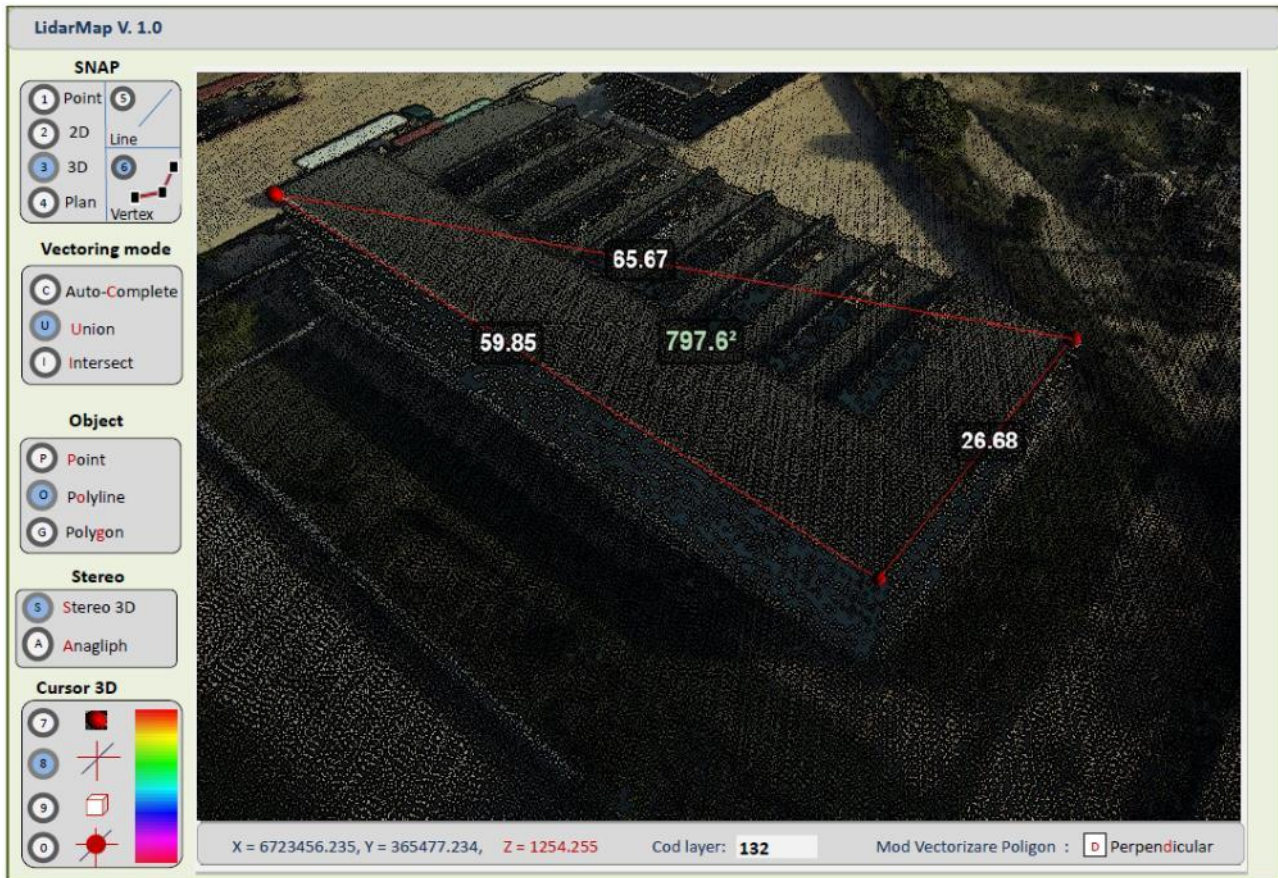 LidarMap V. 1.0
SNAP
1 Point
2 2D
3 3D
4 Plan
5
Line
6
Vertex
Vectoring mode
C Auto-Complete
U Union
I Intersect
Object
P Point
O Polyline
G Polygon
Stereo
S Stereo 3D
A Anagliph
Cursor 3D
7
8
9
0
65.67
59.85
797.6²
26.68
X = 6723456.235, Y = 365477.234, Z = 1254.255 Cod layer: 132 Mod Vectorizare Poligon : D Perpendicular